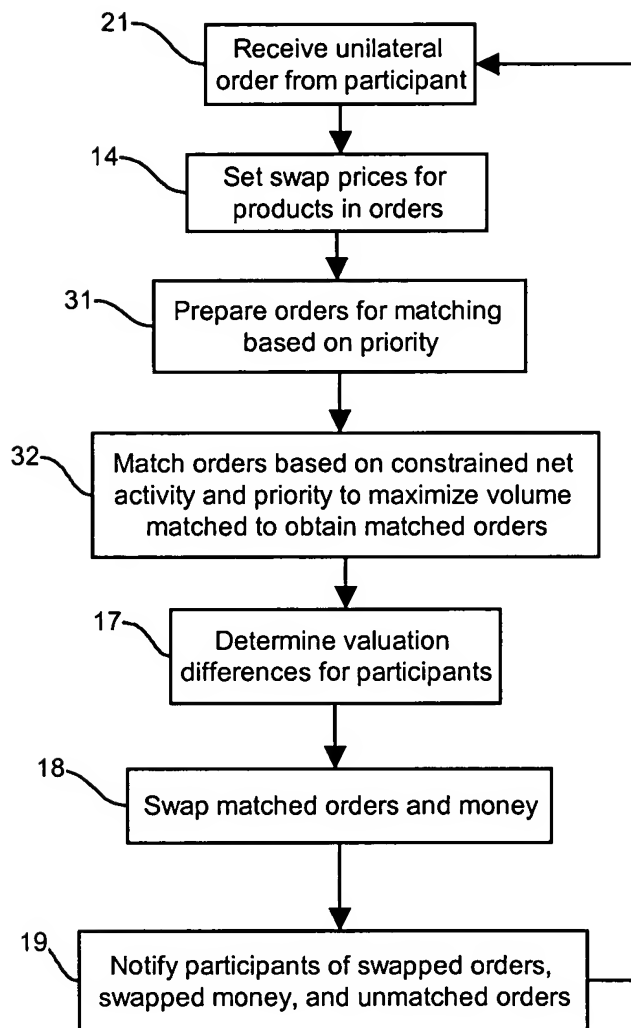 21
Receive unilateral
order from participant
14
Set swap prices for
products in orders
31
Prepare orders for matching
based on priority
32
Match orders based on constrained net
activity and priority to maximize volume
matched to obtain matched orders
17
Determine valuation
differences for participants
18
Swap matched orders and money
19
Notify participants of swapped orders,
swapped money, and unmatched orders